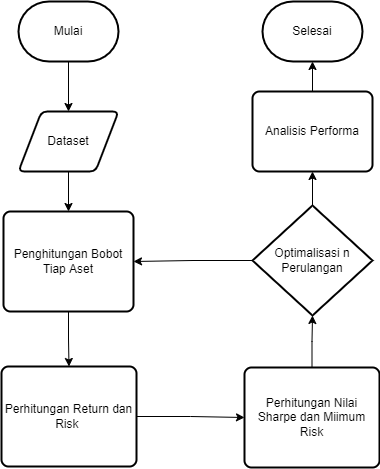 Mulai
Dataset
Penghitungan Bobot
Tiap Aset
Perhitungan Return dan
Risk
Perhitungan Nilai
Sharpe dan Miimum
Risk
Optimalisasi n
Perulangan
Analisis Performa
Selesai